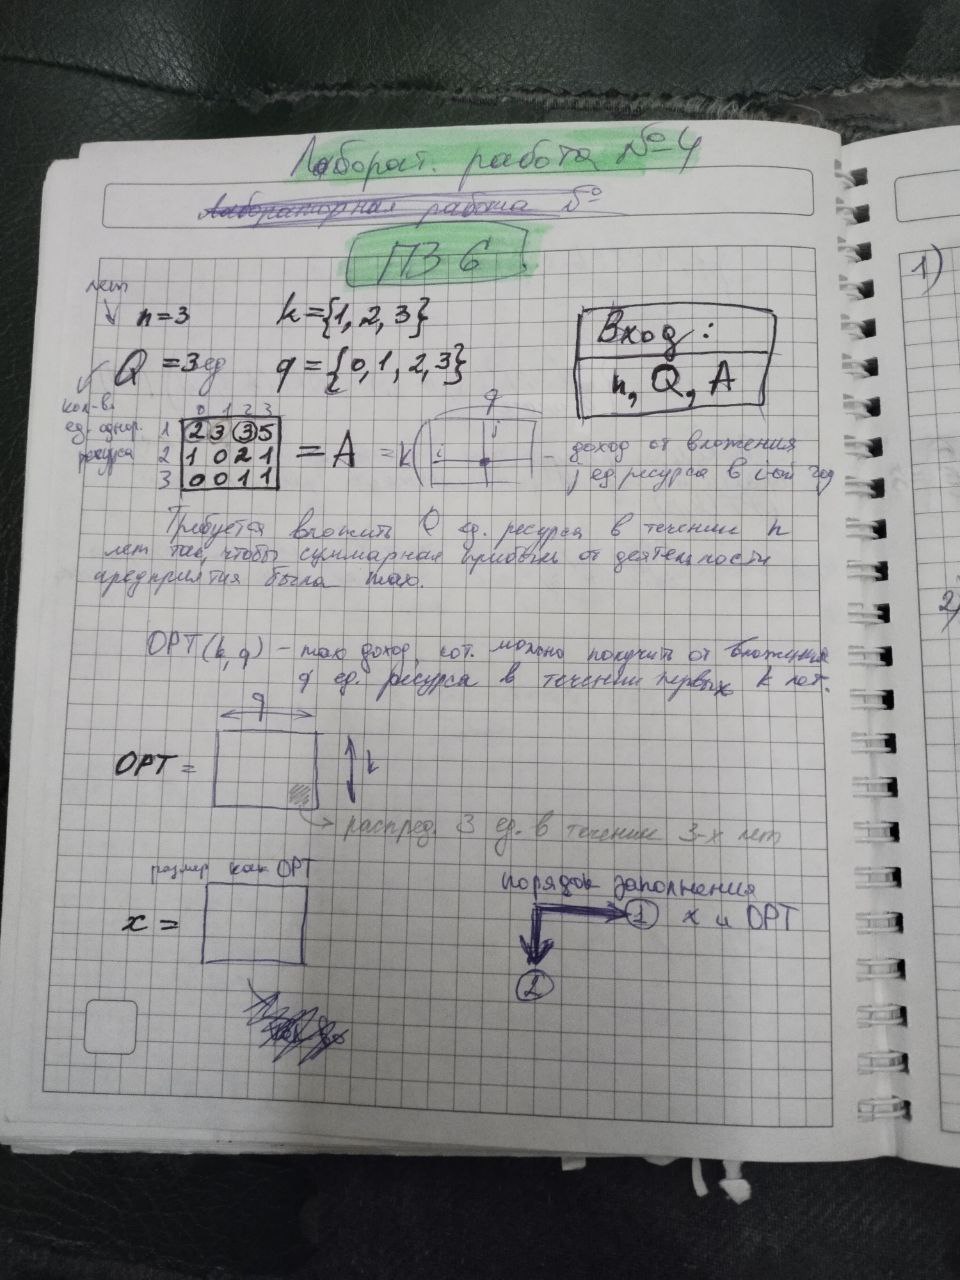 Лаборат. работа №4
Лабораторная работа №
ПЗ 6.
лет
n=3
k={1, 2, 3}
Вход:
Q =3ед
q = {0, 1, 2, 3}
n, Q, A
кол-во
ед. однор.
ресурса
0 1 2 3
1 2 3 3 5
2 1 0 2 1
3 0 0 1 1
= A = k
q
j
i
- доход от вложения
j ед ресурса в i-ый год
Требуется вложить Q ед. ресурса в течении n
лет так, чтобы суммарная прибыль от деятельности
предприятия была max.
OPT(k,q) - max доход, кот. можно получить от вложения
q ед. ресурса в течении первых k лет.
q
OPT =
k
распред. 3 ед. в течении 3-х лет
размер как OPT
x =
порядок заполнения
1 x и OPT
2
1)
2)